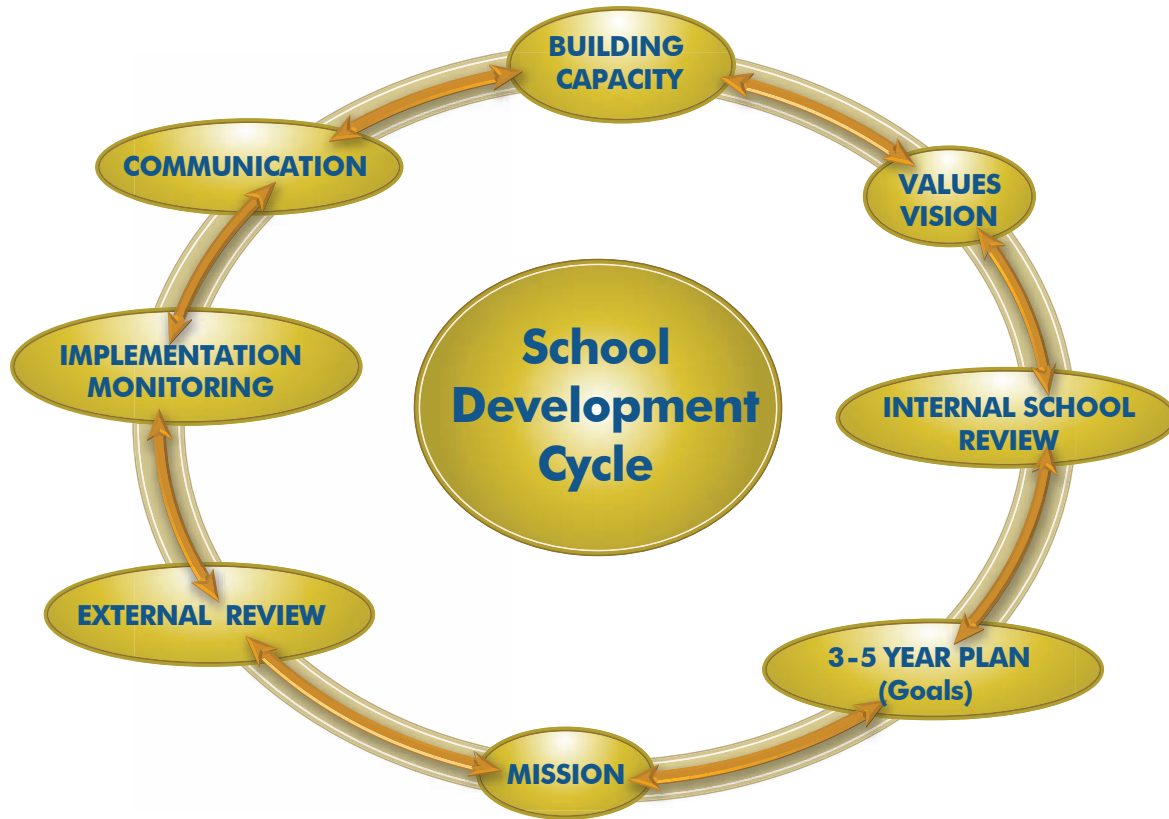 BUILDING
CAPACITY
VALUES
VISION
INTERNAL SCHOOL
REVIEW
3-5 YEAR PLAN
(Goals)
MISSION
EXTERNAL REVIEW
IMPLEMENTATION
MONITORING
COMMUNICATION
School
Development
Cycle